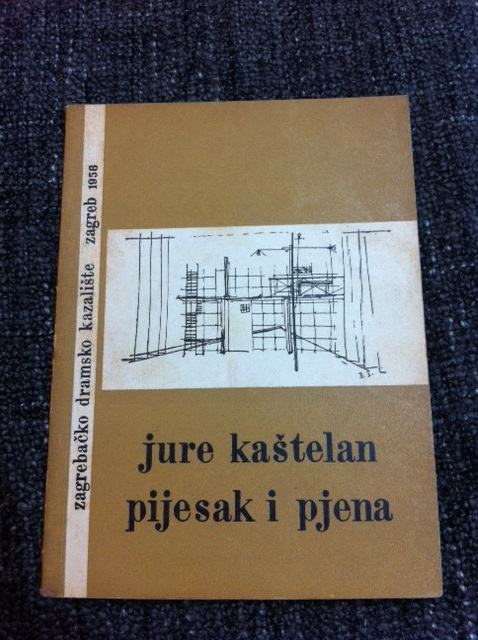 zagrebačko dramsko kazalište zagreb 1958
jure kaštelan
pijesak i pjena